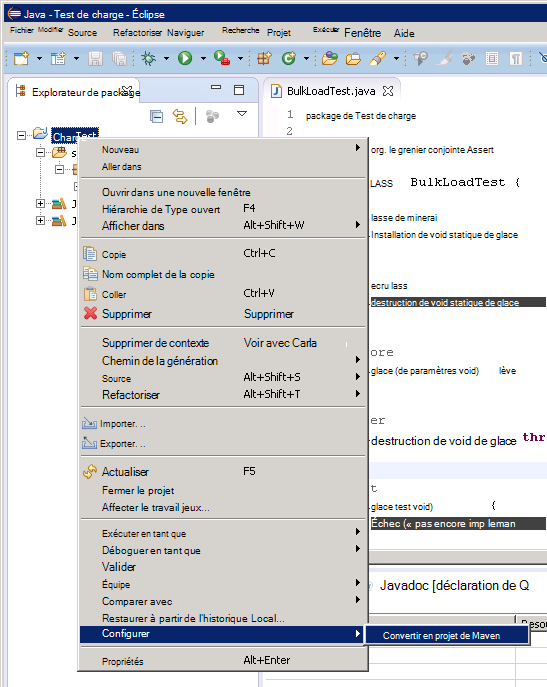 Java - Test de charge - Éclipse
Fichier Modifier Source Refactoriser Naviguer Recherche Projet Exécuter Fenêtre Aide
Explorateur de package
BulkLoadTest.java
1 package de Test de charge
2
Test
org. le grenier conjointe Assert
LASS BulkLoadTest {
lasse de minerai
Installation de void statique de glace
ecru lass
destruction de void statique de glace
ore
glace (de paramètres void) lève
er
destruction de void de glace thr
t
glace test void) {
Échec (« pas encore imp leman
Nouveau
Aller dans
Ouvrir dans une nouvelle fenêtre
Hiérarchie de Type ouvert F4
Afficher dans Alt+Shift+W
Copie Ctrl+C
Nom complet de la copie
Coller Ctrl+V
Supprimer Supprimer
Supprimer de contexte Voir avec Carla
Chemin de la génération
Source Alt+Shift+S
Refactoriser Alt+Shift+T
Importer...
Exporter...
Actualiser F5
Fermer le projet
Affecter le travail jeux...
Exécuter en tant que
Déboguer en tant que
Valider
Équipe
Comparer avec
Restaurer à partir de l'historique Local...
Configurer
Convertir en projet de Maven
Propriétés Alt+Enter
Javadoc [déclaration de Q